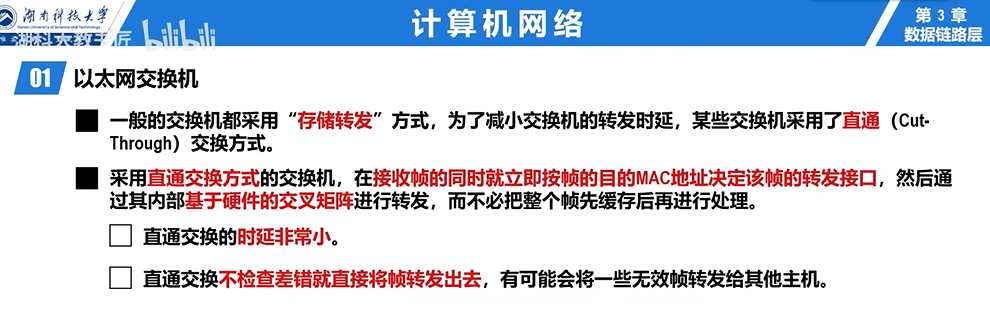 湖南科技大学
Hunan University of Science and Technology
湖科大教书匠 bilibili
计算机网络
第 3 章
数据链路层
01 以太网交换机
一般的交换机都采用“存储转发”方式，为了减小交换机的转发时延，某些交换机采用了直通（Cut-
Through）交换方式。
采用直通交换方式的交换机，在接收帧的同时就立即按帧的目的MAC地址决定该帧的转发接口，然后通
过其内部基于硬件的交叉矩阵进行转发，而不必把整个帧先缓存后再进行处理。
直通交换的时延非常小。
直通交换不检查差错就直接将帧转发出去，有可能会将一些无效帧转发给其他主机。